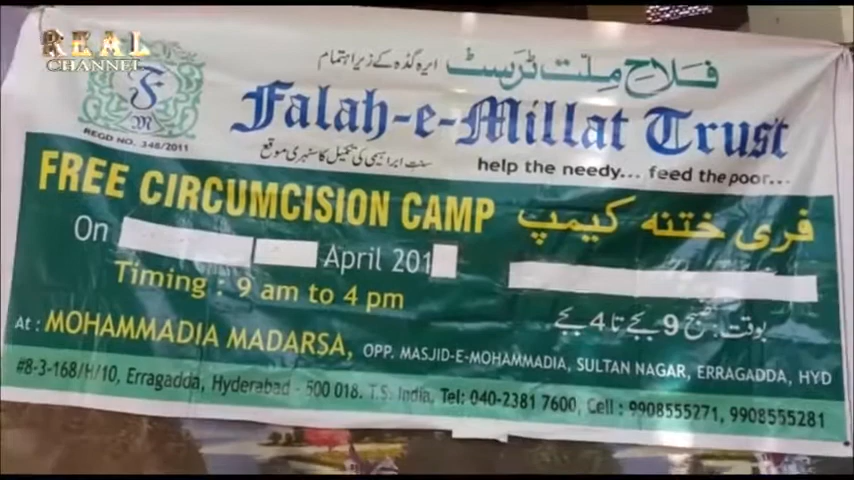 REAL
CHANNEL
F
M
REGD NO. 348/2011
فلاحِ ملت ٹرسٹ ایرہ گڈہ کے زیر اہتمام
Falah-e-Millat Trust
سنت ابراہیمی کی تکمیل کا سنہری موقع
help the needy.... feed the poor....
FREE CIRCUMCISION CAMP
فری ختنہ کیمپ
On April 201
Timing : 9 am to 4 pm
بوقت: صبح 9 بجے تا 4 بجے
At : MOHAMMADIA MADARSA, OPP. MASJID-E-MOHAMMADIA, SULTAN NAGAR, ERRAGADDA, HYD
#8-3-168/H/10, Erragadda, Hyderabad - 500 018. T.S. India, Tel: 040-2381 7600, Cell : 9908555271, 9908555281